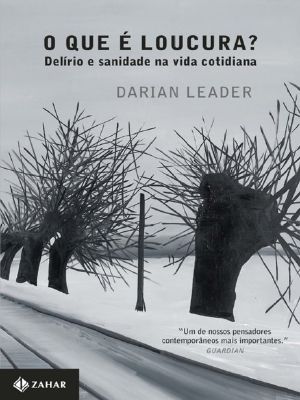 O QUE É LOUCURA?
Delírio e sanidade na vida cotidiana
DARIAN LEADER
“Um de nossos pensadores
contemporâneos mais importantes.”
GUARDIAN
ZAHAR